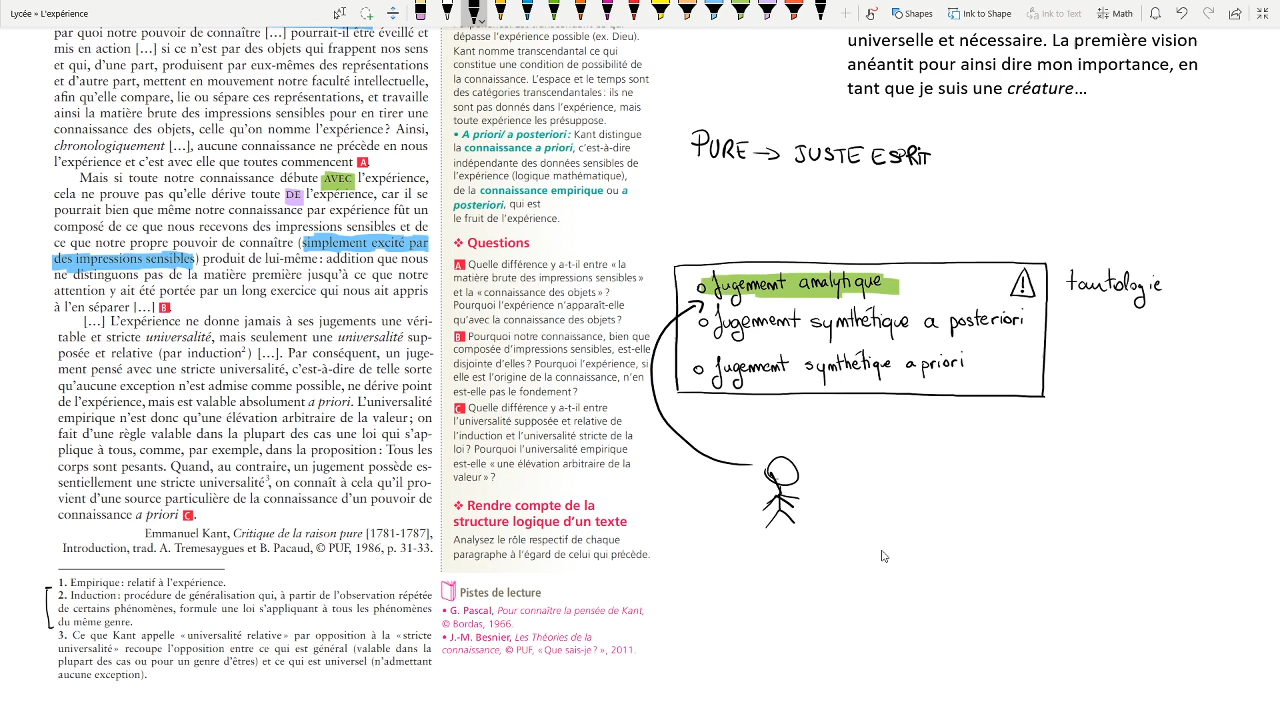 Lycée » L'expérience
Shapes
Ink to Shape
Ink to Text
Math
par quoi notre pouvoir de connaître […] pourrait-il être éveillé et
mis en action […] si ce n'est par des objets qui frappent nos sens
et qui, d'une part, produisent par eux-mêmes des représentations
et d'autre part, mettent en mouvement notre faculté intellectuelle,
afin qu'elle compare, lie ou sépare ces représentations, et travaille
ainsi la matière brute des impressions sensibles pour en tirer une
connaissance des objets, celle qu'on nomme l'expérience ? Ainsi,
chronologiquement […], aucune connaissance ne précède en nous
l'expérience et c'est avec elle que toutes commencent A.
Mais si toute notre connaissance débute AVEC l'expérience,
cela ne prouve pas qu'elle dérive toute DE l'expérience, car il se
pourrait bien que même notre connaissance par expérience fût un
composé de ce que nous recevons des impressions sensibles et de
ce que notre propre pouvoir de connaître (simplement excité par
des impressions sensibles) produit de lui-même : addition que nous
ne distinguons pas de la matière première jusqu'à ce que notre
attention y ait été portée par un long exercice qui nous ait appris
à l'en séparer […] B.
[…] L'expérience ne donne jamais à ses jugements une véri-
table et stricte universalité, mais seulement une universalité sup-
posée et relative (par induction²) […]. Par conséquent, un juge-
ment pensé avec une stricte universalité, c'est-à-dire de telle sorte
qu'aucune exception n'est admise comme possible, ne dérive point
de l'expérience, mais est valable absolument a priori. L'universalité
empirique n'est donc qu'une élévation arbitraire de la valeur ; on
fait d'une règle valable dans la plupart des cas une loi qui s'ap-
plique à tous, comme, par exemple, dans la proposition : Tous les
corps sont pesants. Quand, au contraire, un jugement possède es-
sentiellement une stricte universalité³, on connaît à cela qu'il pro-
vient d'une source particulière de la connaissance d'un pouvoir de
connaissance a priori C.
Emmanuel Kant, Critique de la raison pure [1781-1787],
Introduction, trad. A. Tremesaygues et B. Pacaud, © PUF, 1986, p. 31-33.
1. Empirique : relatif à l'expérience.
2. Induction : procédure de généralisation qui, à partir de l'observation répétée
de certains phénomènes, formule une loi s'appliquant à tous les phénomènes
du même genre.
3. Ce que Kant appelle « universalité relative » par opposition à la « stricte
universalité » recoupe l'opposition entre ce qui est général (valable dans la
plupart des cas ou pour un genre d'êtres) et ce qui est universel (n'admettant
aucune exception).
dépasse l'expérience possible (ex. Dieu).
Kant nomme transcendantal ce qui
constitue une condition de possibilité de
la connaissance. L'espace et le temps sont
des catégories transcendantales : ils ne
sont pas donnés dans l'expérience, mais
toute expérience les présuppose.
• A priori/ a posteriori : Kant distingue
la connaissance a priori, c'est-à-dire
indépendante des données sensibles de
l'expérience (logique mathématique),
de la connaissance empirique ou a
posteriori, qui est
le fruit de l'expérience.
❖ Questions
A Quelle différence y a-t-il entre « la
matière brute des impressions sensibles »
et la « connaissance des objets » ?
Pourquoi l'expérience n'apparaît-elle
qu'avec la connaissance des objets ?
B Pourquoi notre connaissance, bien que
composée d'impressions sensibles, est-elle
disjointe d'elles ? Pourquoi l'expérience, si
elle est l'origine de la connaissance, n'en
est-elle pas le fondement ?
C Quelle différence y a-t-il entre
l'universalité supposée et relative de
l'induction et l'universalité stricte de la
loi ? Pourquoi l'universalité empirique
est-elle « une élévation arbitraire de la
valeur » ?
❖ Rendre compte de la
structure logique d'un texte
Analysez le rôle respectif de chaque
paragraphe à l'égard de celui qui précède.
Pistes de lecture
• G. Pascal, Pour connaître la pensée de Kant,
© Bordas, 1966.
• J.-M. Besnier, Les Théories de la
connaissance, © PUF, « Que sais-je ? », 2011.
universelle et nécessaire. La première vision
anéantit pour ainsi dire mon importance, en
tant que je suis une créature…
PURE → JUSTE ESPRIT
Jugement analytique
Jugement synthétique a posteriori
Jugement synthétique a priori
tautologie